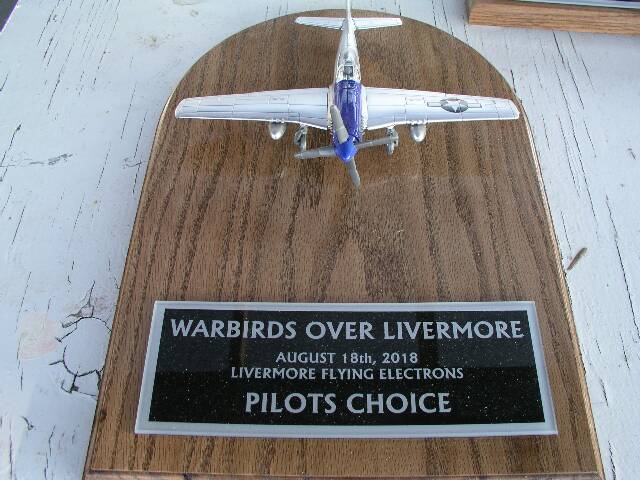 WARBIRDS OVER LIVERMORE
AUGUST 18th, 2018
LIVERMORE FLYING ELECTRONS
PILOTS CHOICE